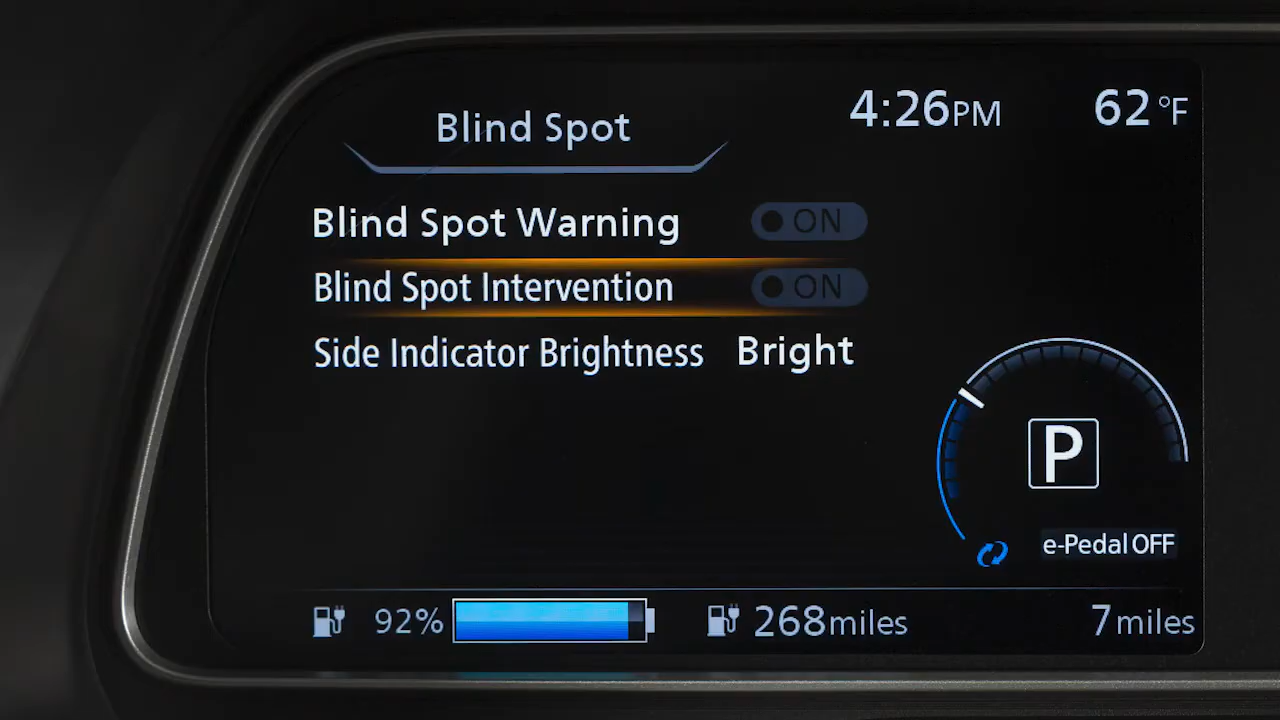 Blind Spot
4:26PM
62°F
Blind Spot Warning ON
Blind Spot Intervention ON
Side Indicator Brightness Bright
P
e-Pedal OFF
92% 268miles 7miles